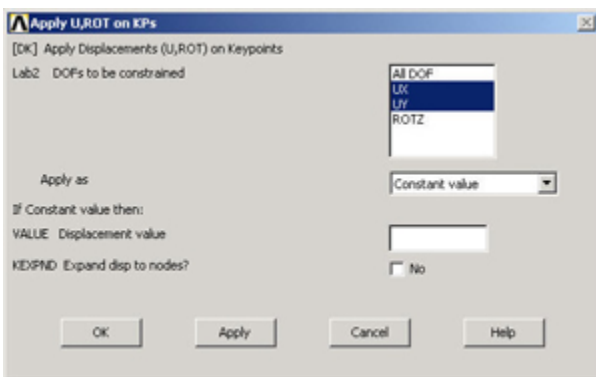 Apply U,ROT on KPs
[DK] Apply Displacements (U,ROT) on Keypoints
Lab2 DOFs to be constrained
All DOF
UX
UY
ROTZ
Apply as
Constant value
If Constant value then:
VALUE Displacement value
KEXPND Expand disp to nodes?
No
OK
Apply
Cancel
Help